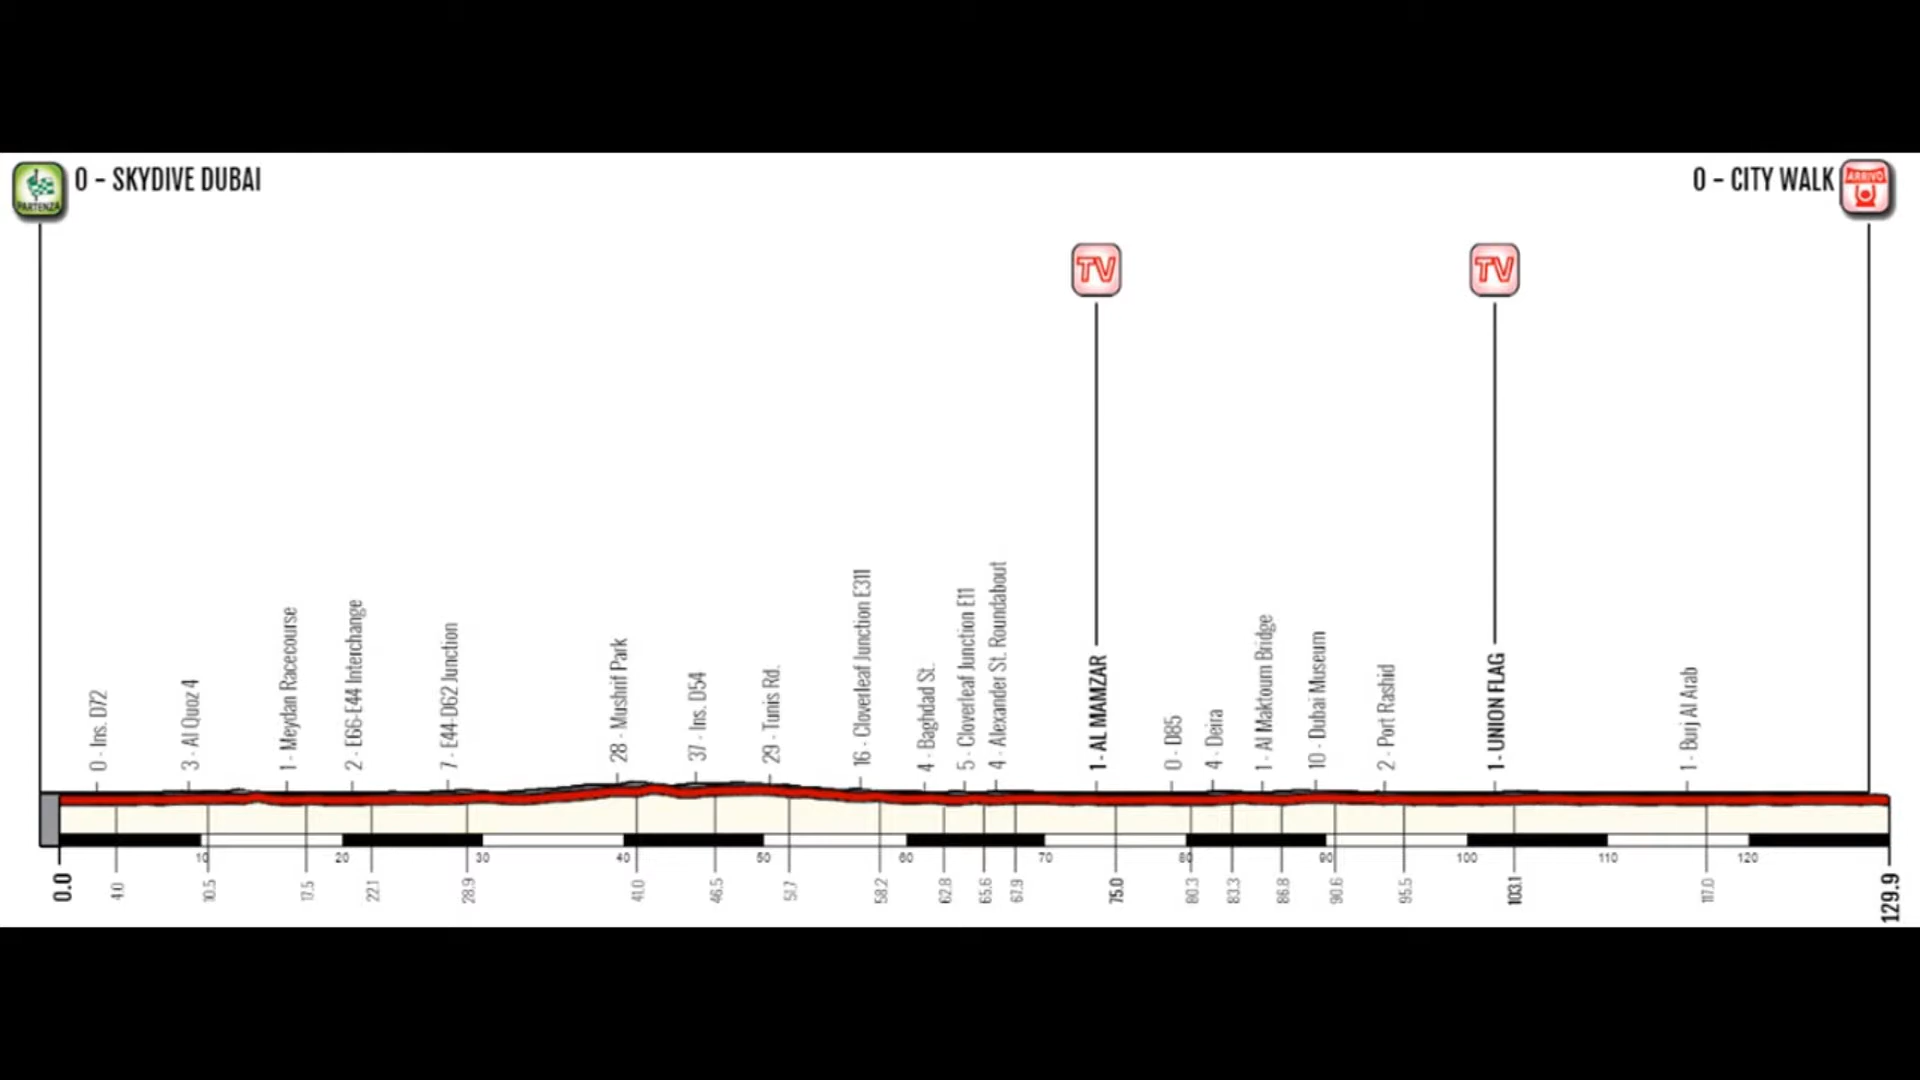 0 - SKYDIVE DUBAI
0 - CITY WALK
PARTENZA
ARRIVO
TV
TV
0 - Ins. D72
3 - Al Quoz 4
1 - Meydan Racecourse
2 - E66-E44 Interchange
7 - E44-D62 Junction
28 - Mushrif Park
37 - Ins. D54
29 - Tunis Rd.
16 - Cloverleaf Junction E311
4 - Baghdad St.
5 - Cloverleaf Junction E11
4 - Alexander St. Roundabout
1 - AL MAMZAR
0 - D85
4 - Deira
1 - Al Maktoum Bridge
10 - Dubai Museum
2 - Port Rashid
1 - UNION FLAG
1 - Burj Al Arab
10 20 30 40 50 60 70 80 90 100 110 120
0.0 4.0 10.5 17.5 22.1 28.9 41.0 46.5 51.7 58.2 62.8 65.6 67.9 75.0 80.3 83.3 86.8 90.6 95.5 103.1 117.0 129.9